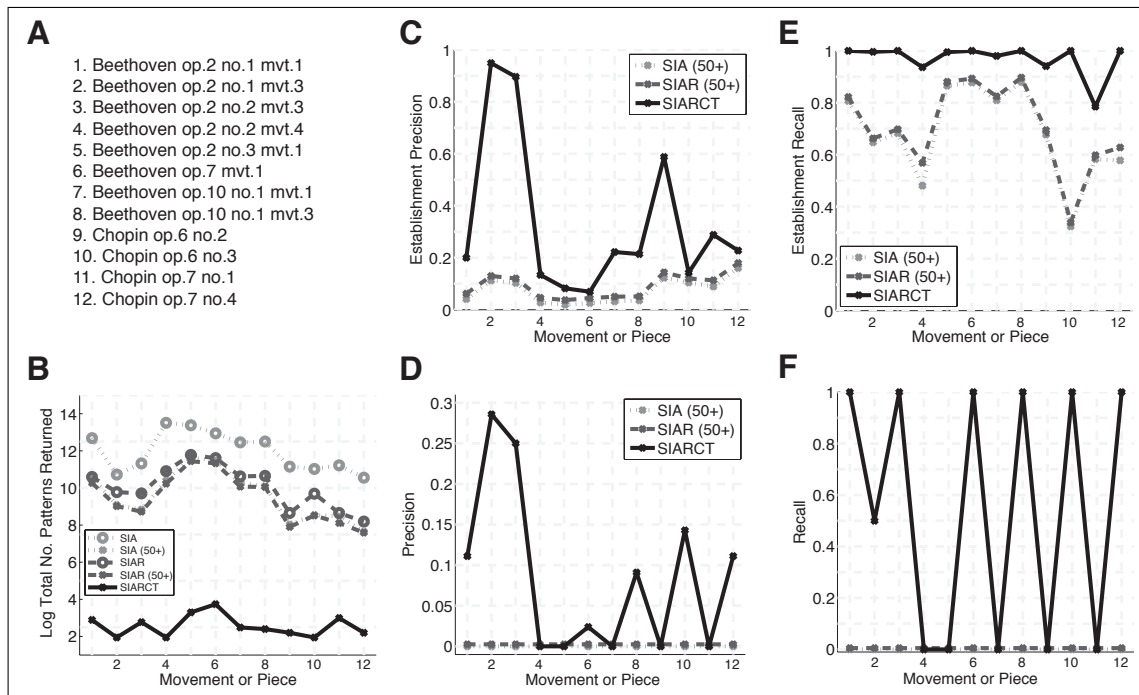 A
1. Beethoven op.2 no.1 mvt.1
2. Beethoven op.2 no.1 mvt.3
3. Beethoven op.2 no.2 mvt.3
4. Beethoven op.2 no.2 mvt.4
5. Beethoven op.2 no.3 mvt.1
6. Beethoven op.7 mvt.1
7. Beethoven op.10 no.1 mvt.1
8. Beethoven op.10 no.1 mvt.3
9. Chopin op.6 no.2
10. Chopin op.6 no.3
11. Chopin op.7 no.1
12. Chopin op.7 no.4
B
Log Total No. Patterns Returned
14
12
10
8
6
4
2
SIA
SIA (50+)
SIAR
SIAR (50+)
SIARCT
2 4 6 8 10 12
Movement or Piece
C
Establishment Precision
1
0.8
0.6
0.4
0.2
0
SIA (50+)
SIAR (50+)
SIARCT
2 4 6 8 10 12
Movement or Piece
D
Precision
0.3
0.25
0.2
0.15
0.1
0.05
0
SIA (50+)
SIAR (50+)
SIARCT
2 4 6 8 10 12
Movement or Piece
E
Establishment Recall
1
0.8
0.6
0.4
0.2
0
SIA (50+)
SIAR (50+)
SIARCT
2 4 6 8 10 12
Movement or Piece
F
Recall
1
0.8
0.6
0.4
0.2
0
2 4 6 8 10 12
Movement or Piece